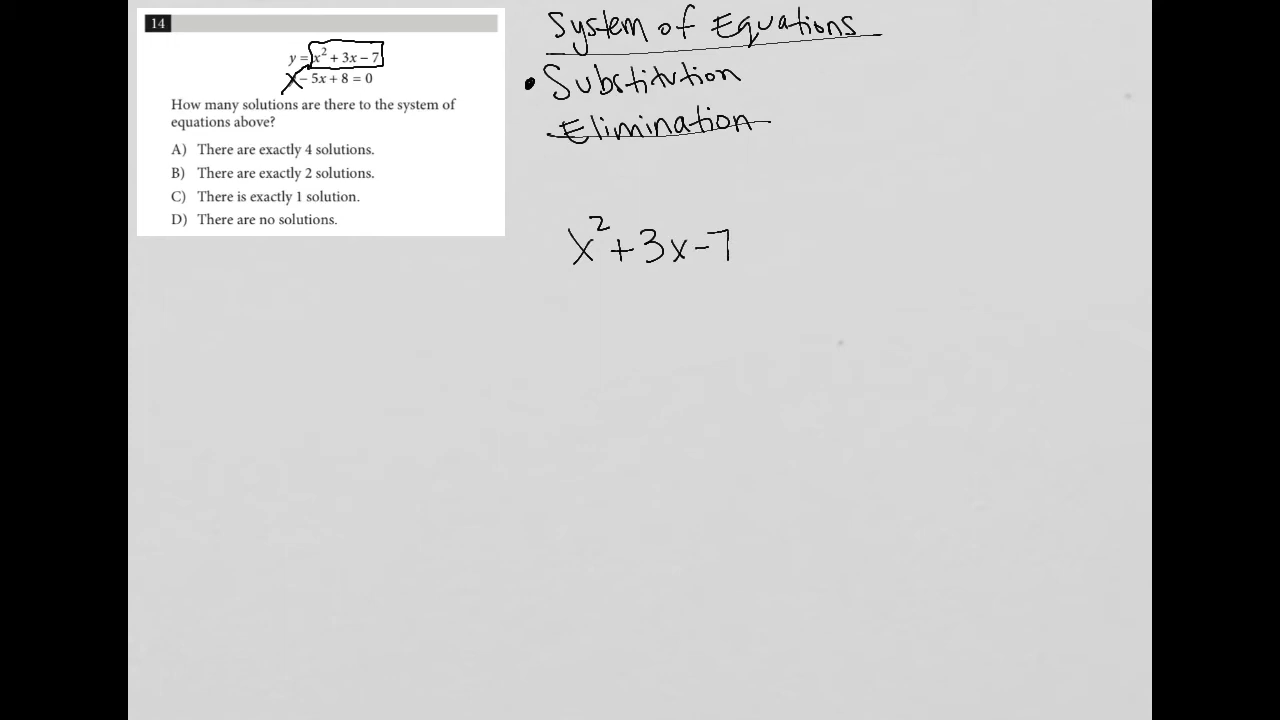 14
y = x² + 3x − 7
− 5x + 8 = 0
How many solutions are there to the system of
equations above?
A) There are exactly 4 solutions.
B) There are exactly 2 solutions.
C) There is exactly 1 solution.
D) There are no solutions.
System of Equations
• Substitution
Elimination
x² + 3x − 7